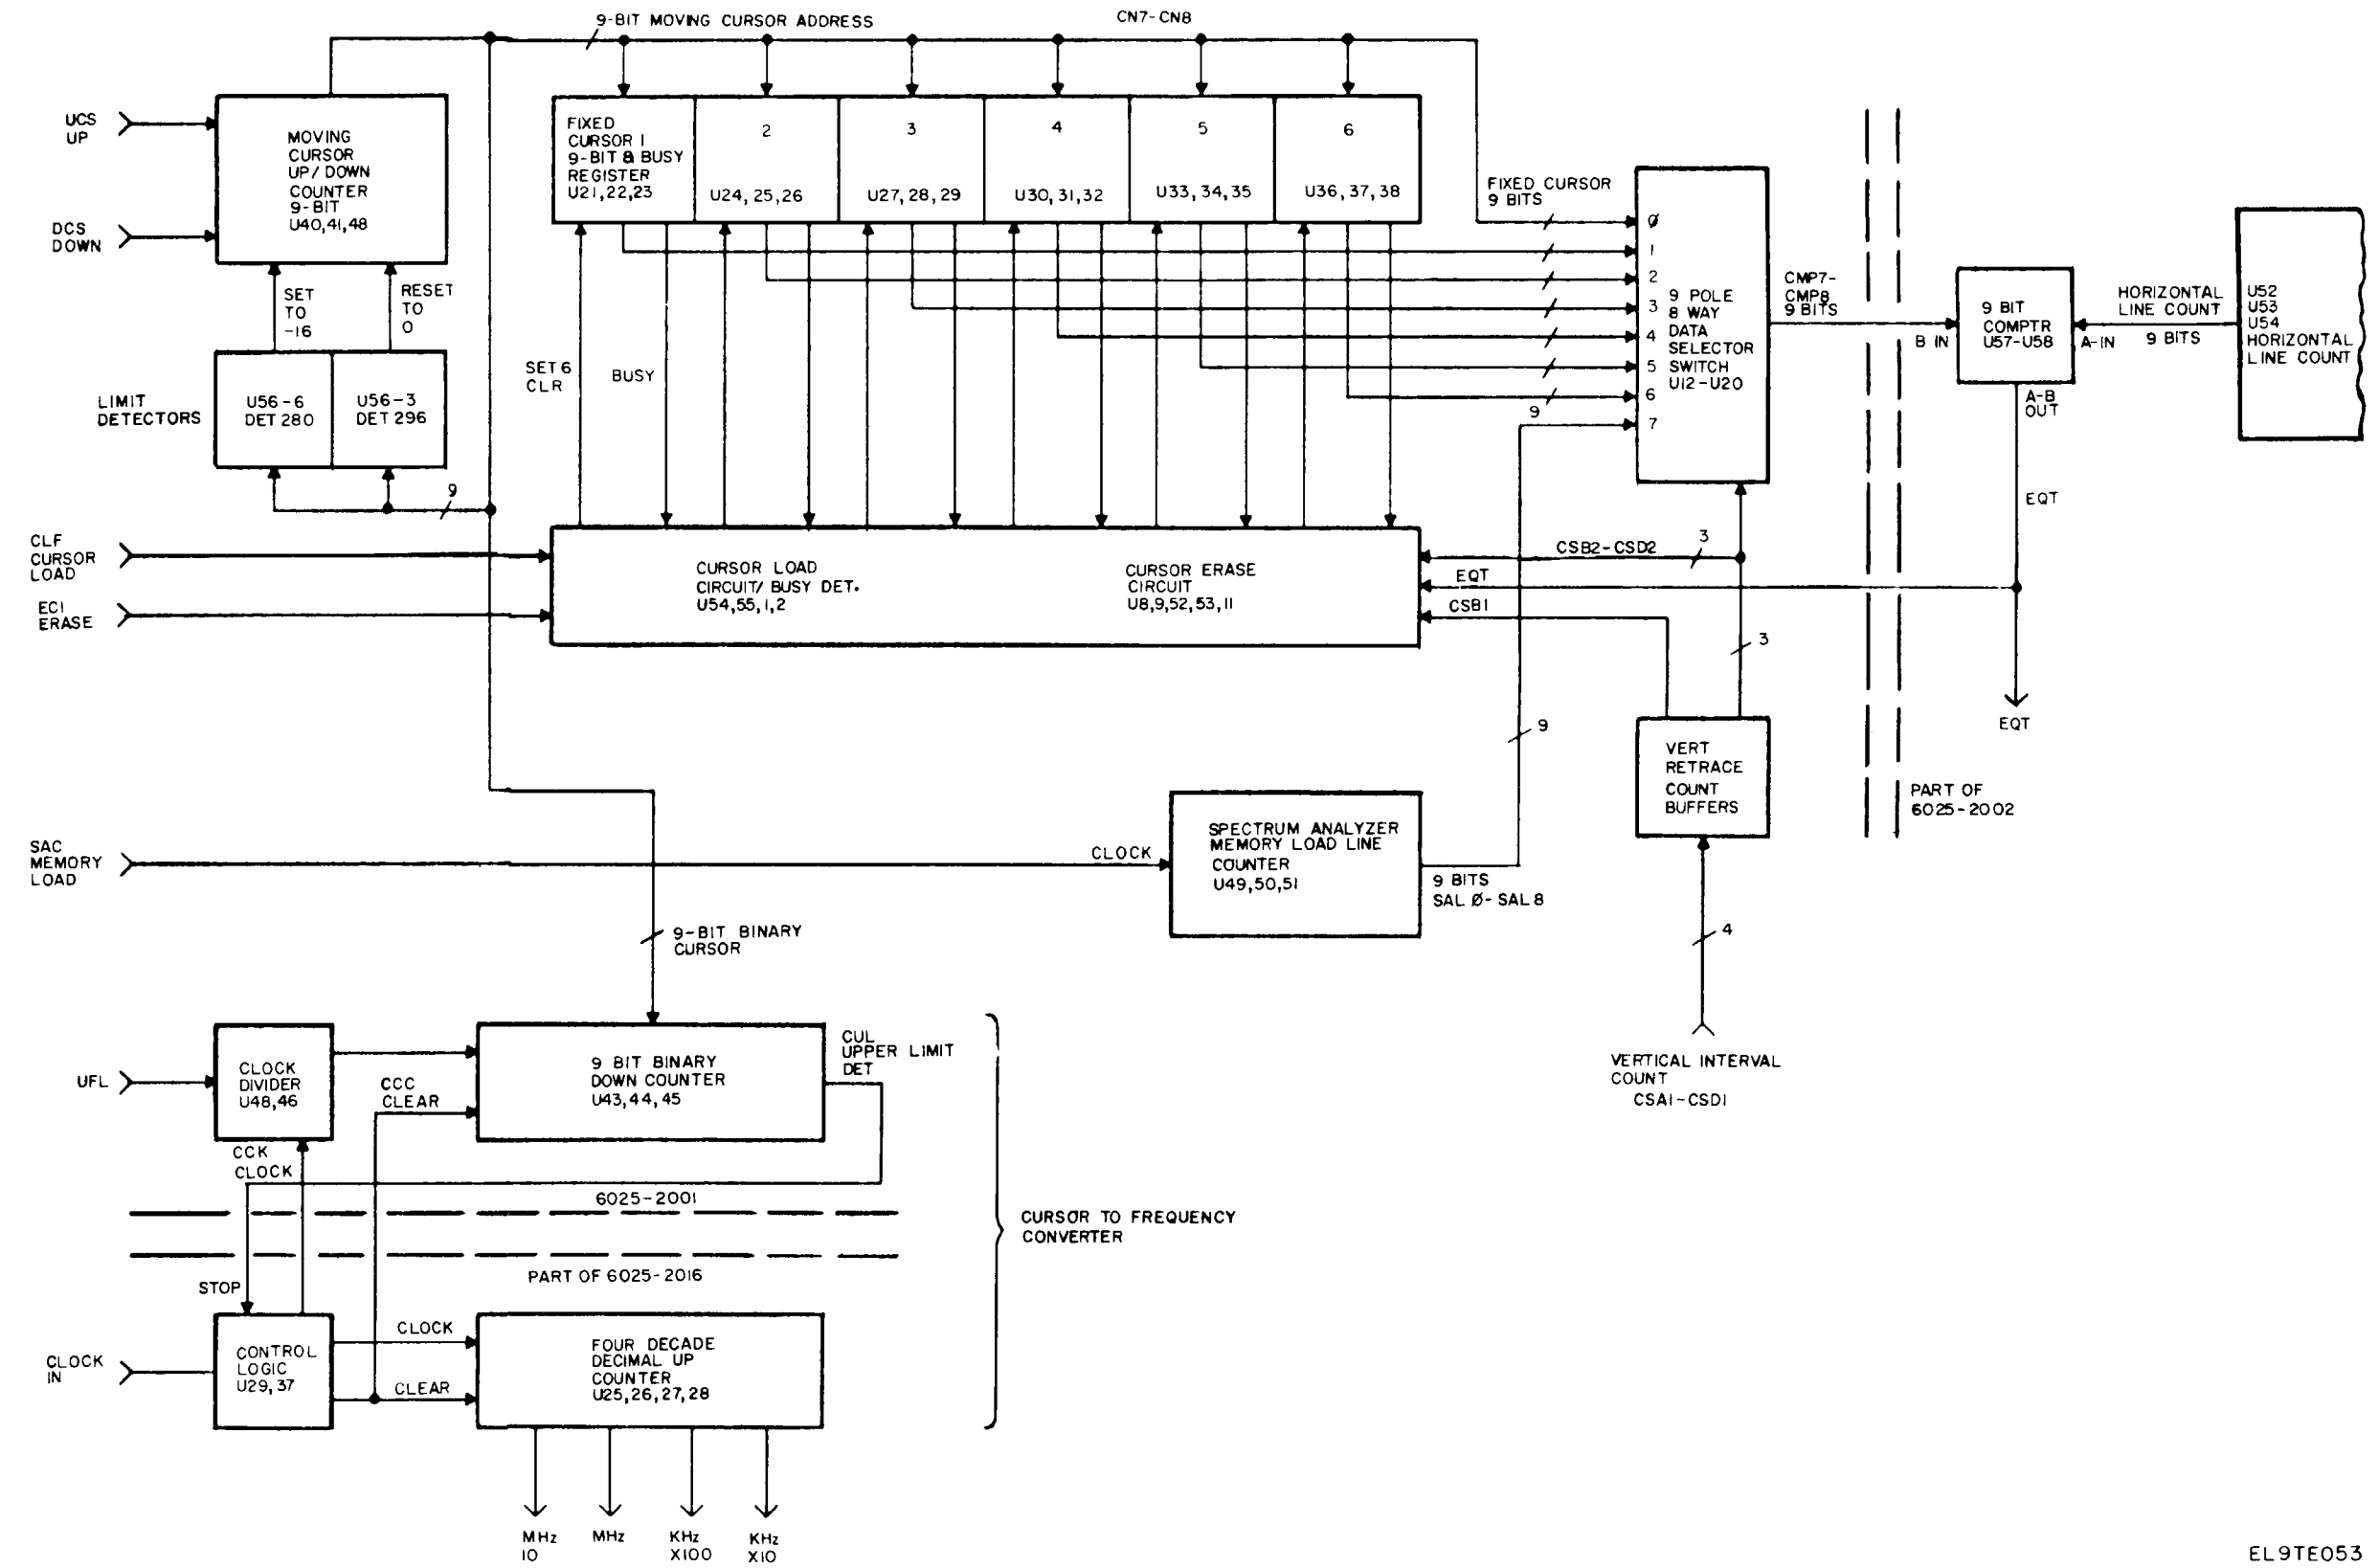 9-BIT MOVING CURSOR ADDRESS
CN7-CN8
UCS
UP
DCS
DOWN
MOVING
CURSOR
UP/DOWN
COUNTER
9-BIT
U40,41,48
FIXED
CURSOR 1
9-BIT & BUSY
REGISTER
U21,22,23
2
U24,25,26
3
U27,28,29
4
U30,31,32
5
U33,34,35
6
U36,37,38
FIXED CURSOR
9 BITS
Ø
1
2
3
4
5
6
7
9 POLE
8 WAY
DATA
SELECTOR
SWITCH
U12-U20
9
CMP7-
CMP8
9 BITS
B IN
9 BIT
COMPTR
U57-U58
A-IN
HORIZONTAL
LINE COUNT
9 BITS
U52
U53
U54
HORIZONTAL
LINE COUNT
A-B
OUT
EQT
EQT
SET
TO
-16
RESET
TO
0
LIMIT
DETECTORS
U56-6
DET 280
U56-3
DET 296
9
SET 6
CLR
BUSY
CLF
CURSOR
LOAD
EC1
ERASE
CURSOR LOAD
CIRCUIT/ BUSY DET.
U54,55,1,2
CURSOR ERASE
CIRCUIT
U8,9,52,53,11
CSB2-CSD2
3
EQT
CSB1
3
9
VERT
RETRACE
COUNT
BUFFERS
PART OF
6025-2002
SAC
MEMORY
LOAD
CLOCK
SPECTRUM ANALYZER
MEMORY LOAD LINE
COUNTER
U49,50,51
9 BITS
SAL Ø-SAL 8
4
VERTICAL INTERVAL
COUNT
CSA1-CSD1
9-BIT BINARY
CURSOR
UFL
CLOCK
DIVIDER
U48,46
CCC
CLEAR
9 BIT BINARY
DOWN COUNTER
U43,44,45
CUL
UPPER LIMIT
DET
CCK
CLOCK
6025-2001
CURSOR TO FREQUENCY
CONVERTER
PART OF 6025-2016
STOP
CLOCK
IN
CONTROL
LOGIC
U29,37
CLOCK
CLEAR
FOUR DECADE
DECIMAL UP
COUNTER
U25,26,27,28
MHz
10
MHz
KHz
X100
KHz
X10
EL9TE053